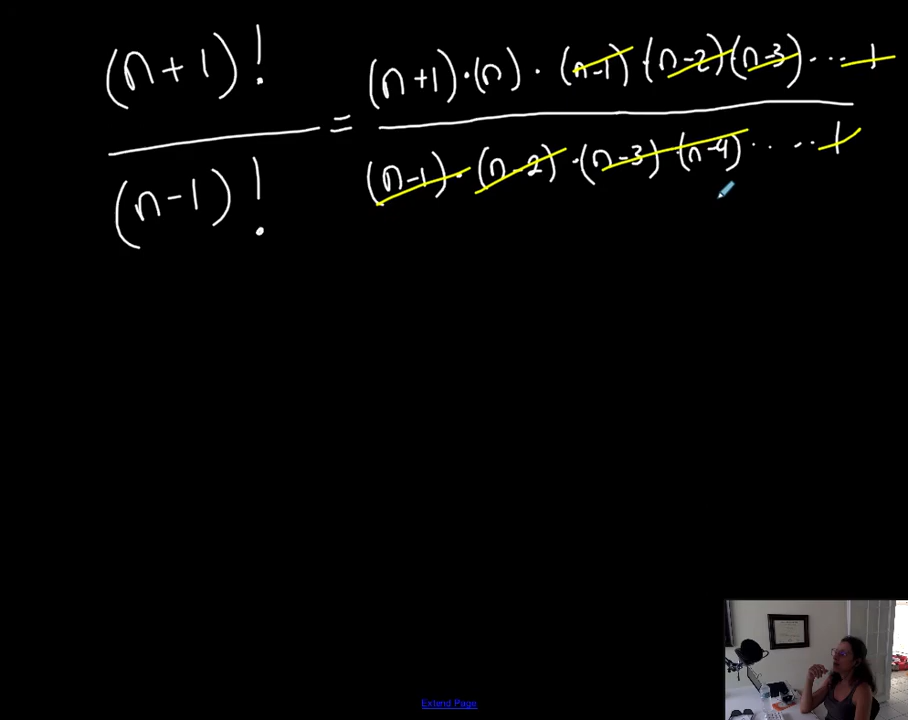 (n+1)! = (n+1)·(n)·(n-1)·(n-2)(n-3)···1
(n-1)! (n-1)·(n-2)·(n-3)·(n-4)·····1
Extend Page